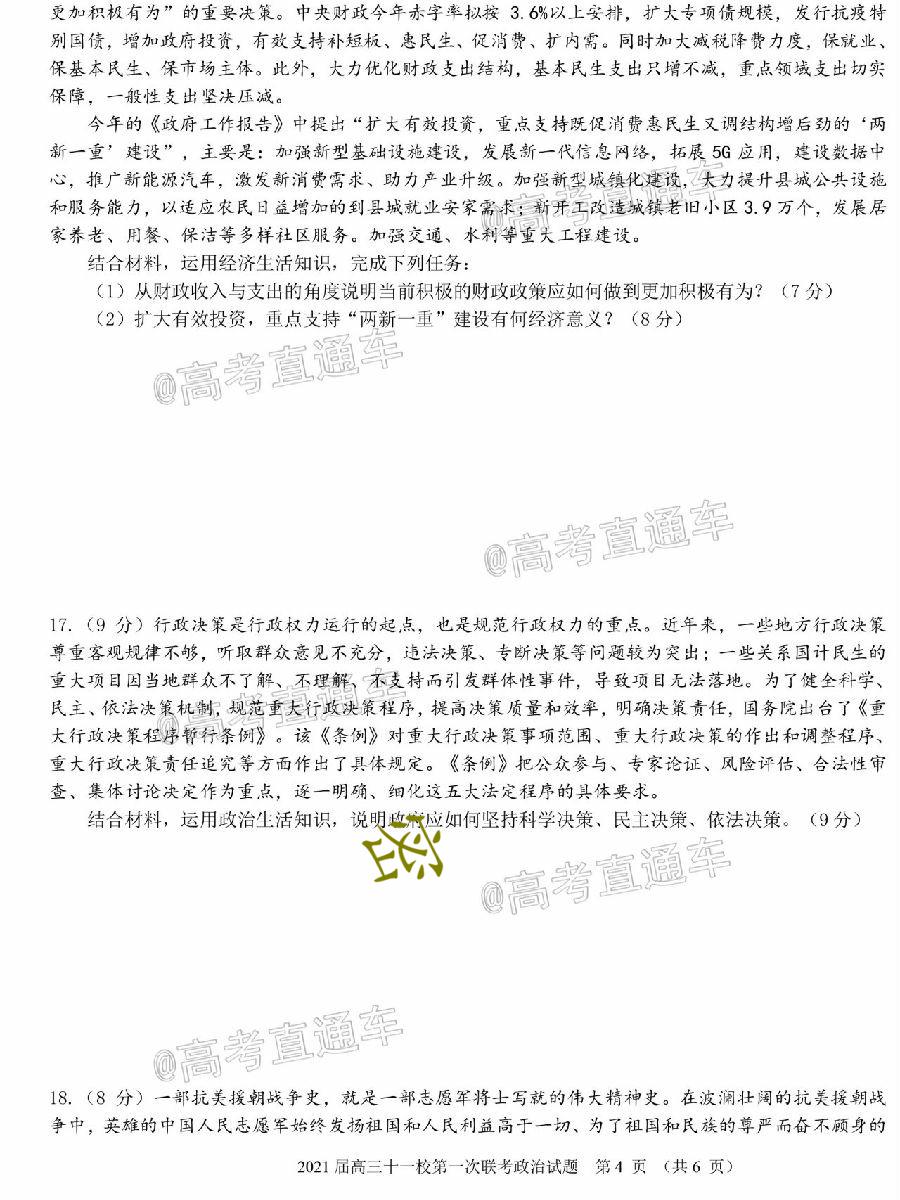 更加积极有为”的重要决策。中央财政今年赤字率拟按 3.6%以上安排，扩大专项债规模，发行抗疫特
别国债，增加政府投资，有效支持补短板、惠民生、促消费、扩内需。同时加大减税降费力度，保就业、
保基本民生、保市场主体。此外，大力优化财政支出结构，基本民生支出只增不减，重点领域支出切实
保障，一般性支出坚决压减。
今年的《政府工作报告》中提出“扩大有效投资，重点支持既促消费惠民生又调结构增后劲的‘两
新一重’建设”，主要是：加强新型基础设施建设，发展新一代信息网络，拓展 5G 应用，建设数据中
心，推广新能源汽车，激发新消费需求、助力产业升级。加强新型城镇化建设，大力提升县城公共设施
和服务能力，以适应农民日益增加的到县城就业安家需求；新开工改造城镇老旧小区 3.9 万个，发展居
家养老、用餐、保洁等多样社区服务。加强交通、水利等重大工程建设。
@高考直通车
结合材料，运用经济生活知识，完成下列任务：
（1）从财政收入与支出的角度说明当前积极的财政政策应如何做到更加积极有为？（7 分）
（2）扩大有效投资，重点支持“两新一重”建设有何经济意义？（8 分）
@高考直通车
@高考直通车
17.（9 分）行政决策是行政权力运行的起点，也是规范行政权力的重点。近年来，一些地方行政决策
尊重客观规律不够，听取群众意见不充分，违法决策、专断决策等问题较为突出；一些关系国计民生的
重大项目因当地群众不了解、不理解、不支持而引发群体性事件，导致项目无法落地。为了健全科学、
民主、依法决策机制，规范重大行政决策程序，提高决策质量和效率，明确决策责任，国务院出台了《重
大行政决策程序暂行条例》。该《条例》对重大行政决策事项范围、重大行政决策的作出和调整程序、
重大行政决策责任追究等方面作出了具体规定。《条例》把公众参与、专家论证、风险评估、合法性审
查、集体讨论决定作为重点，逐一明确、细化这五大法定程序的具体要求。
@高考直通车
结合材料，运用政治生活知识，说明政府应如何坚持科学决策、民主决策、依法决策。（9 分）
密
@高考直通车
@高考直通车
18.（8 分）一部抗美援朝战争史，就是一部志愿军将士写就的伟大精神史。在波澜壮阔的抗美援朝战
争中，英雄的中国人民志愿军始终发扬祖国和人民利益高于一切、为了祖国和民族的尊严而奋不顾身的
2021 届高三十一校第一次联考政治试题 第 4 页 （共 6 页）